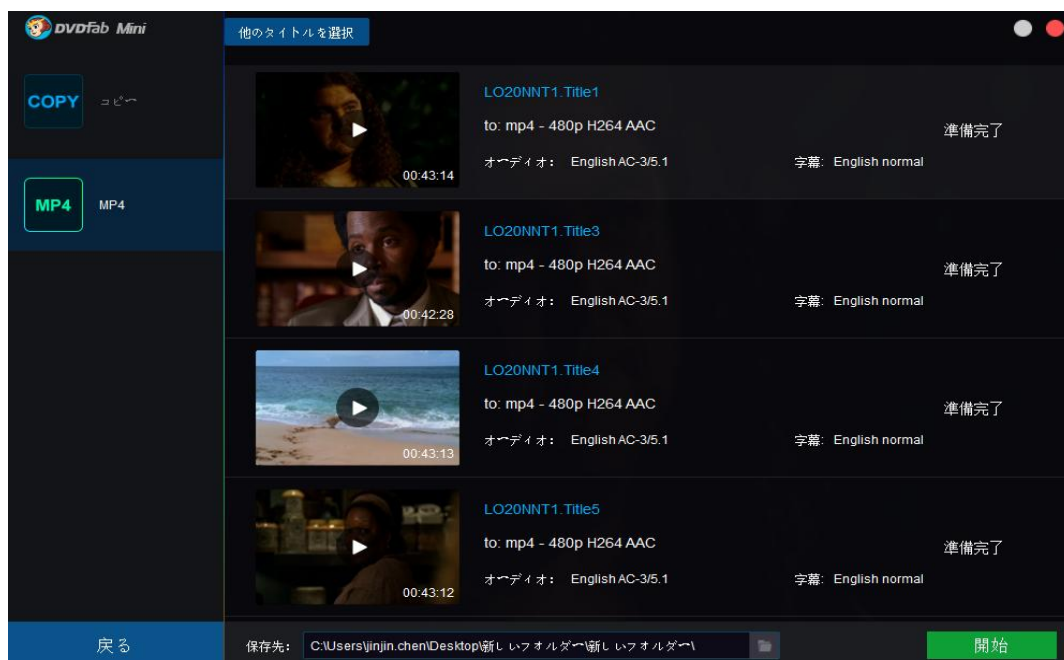 DVDFab Mini
他のタイトルを選択
COPY コピー
MP4 MP4
LO20NNT1.Title1
to: mp4 - 480p H264 AAC
準備完了
オーディオ: English AC-3/5.1 字幕: English normal
00:43:14
LO20NNT1.Title3
to: mp4 - 480p H264 AAC
準備完了
オーディオ: English AC-3/5.1 字幕: English normal
00:42:28
LO20NNT1.Title4
to: mp4 - 480p H264 AAC
準備完了
オーディオ: English AC-3/5.1 字幕: English normal
00:43:13
LO20NNT1.Title5
to: mp4 - 480p H264 AAC
準備完了
オーディオ: English AC-3/5.1 字幕: English normal
00:43:12
戻る
保存先: C:\Users\jinjin.chen\Desktop\新しいフォルダー\新しいフォルダー\
開始